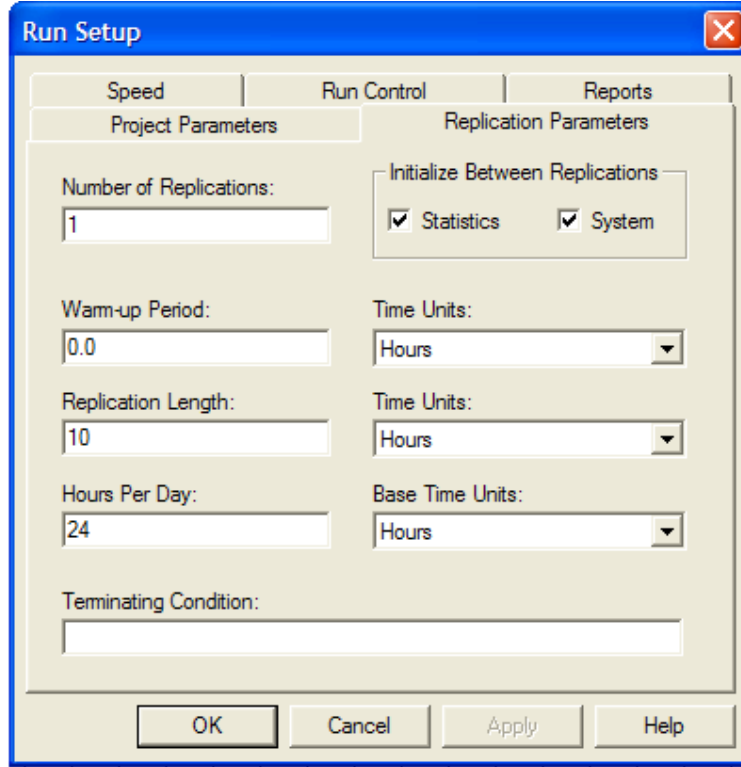 Run Setup
Speed Run Control Reports
Project Parameters Replication Parameters
Number of Replications:
1
Initialize Between Replications
Statistics System
Warm-up Period: Time Units:
0.0 Hours
Replication Length: Time Units:
10 Hours
Hours Per Day: Base Time Units:
24 Hours
Terminating Condition:
OK Cancel Apply Help